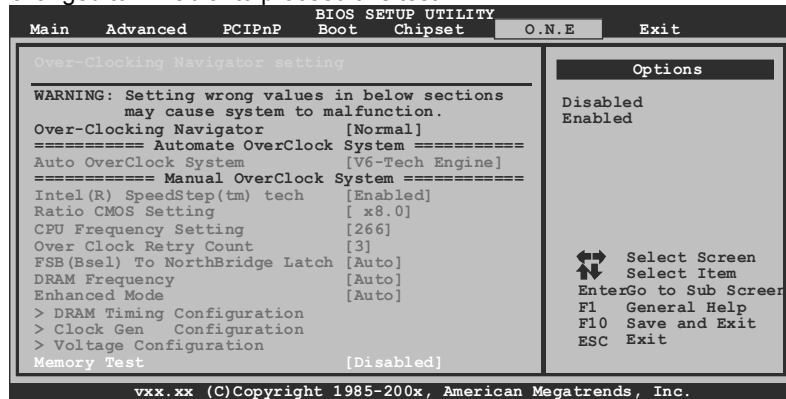 BIOS SETUP UTILITY
Main Advanced PCIPnP Boot Chipset O.N.E Exit
Over-Clocking Navigator setting
WARNING: Setting wrong values in below sections
may cause system to malfunction.
Over-Clocking Navigator [Normal]
=========== Automate OverClock System ===========
Auto OverClock System [V6-Tech Engine]
============ Manual OverClock System ============
Intel(R) SpeedStep(tm) tech [Enabled]
Ratio CMOS Setting [ x8.0]
CPU Frequency Setting [266]
Over Clock Retry Count [3]
FSB(Bsel) To NorthBridge Latch [Auto]
DRAM Frequency [Auto]
Enhanced Mode [Auto]
> DRAM Timing Configuration
> Clock Gen Configuration
> Voltage Configuration
Memory Test [Disabled]
Options
Disabled
Enabled
Select Screen
Select Item
EnterGo to Sub Screen
F1 General Help
F10 Save and Exit
ESC Exit
vxx.xx (C)Copyright 1985-200x, American Megatrends, Inc.